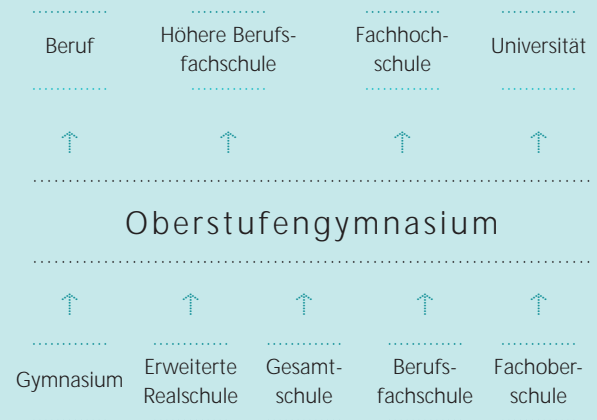 Beruf
Höhere Berufs-
fachschule
Fachhoch-
schule
Universität
Oberstufengymnasium
Gymnasium
Erweiterte
Realschule
Gesamt-
schule
Berufs-
fachschule
Fachober-
schule